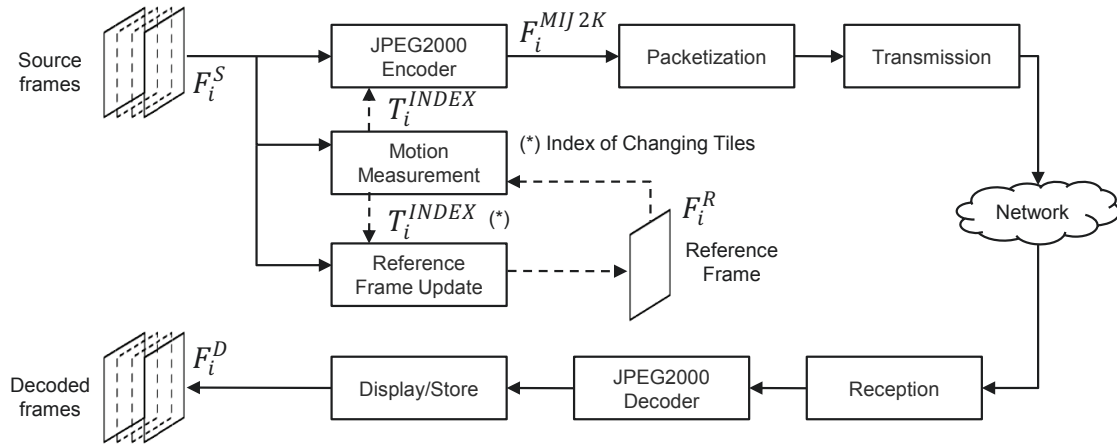 Source
frames
F_i^S
JPEG2000
Encoder
F_i^{MIJ2K}
Packetization
Transmission
T_i^{INDEX}
Motion
Measurement
(*) Index of Changing Tiles
T_i^{INDEX} (*)
F_i^R
Network
Reference
Frame Update
Reference
Frame
Decoded
frames
F_i^D
Display/Store
JPEG2000
Decoder
Reception